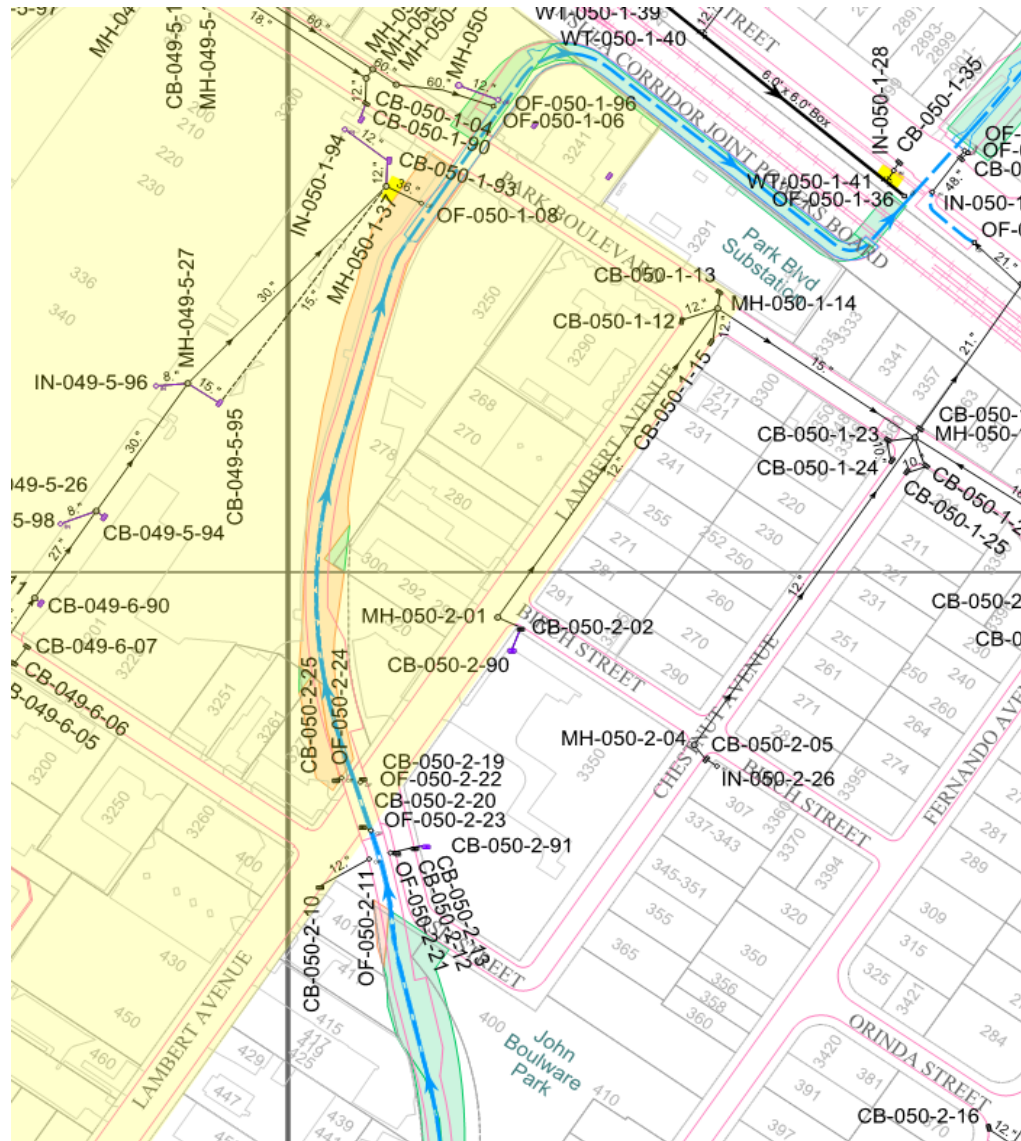 WT-050-1-39
WT-050-1-40
STREET
2893-
2899
CB-049-5-1
MH-049-5-
18."
60."
60."
60."
12."
12."
CB-050-1-04
CB-050-1-90
OF-050-1-96
OF-050-1-06
CORRIDOR JOINT POWERS BOARD
6.0' x 6.0' Box
IN-050-1-28
CB-050-1-35
3200
210
220
230
IN-050-1-94
12."
12."
CB-050-1-93
36."
OF-050-1-08
MH-050-1-37
3241
PARK BOULEVARD
WT-050-1-41
OF-050-1-36
48."
IN-050-1
21."
3291
Park Blvd
Substation
336
340
MH-049-5-27
30."
15."
3250
3290
CB-050-1-13
12."
MH-050-1-14
CB-050-1-12
12."
CB-050-1-15
15."
3335
3333
3341
3357
21."
IN-049-5-96
8."
15."
CB-049-5-95
268
270
278
280
LAMBERT AVENUE
12."
211
221
231
3300
241
240
230
220
CB-050-1-23
CB-050-1-24
10."
MH-050-
CB-050-1-25
049-5-26
8."
30."
27."
CB-049-5-94
255
252
250
271
260
281
291
270
290
211
221
231
251
250
261
260
240
271
264
281
274
CB-049-6-90
CB-049-6-07
CB-049-6-05
CB-049-6-06
300
292
MH-050-2-01
CB-050-2-02
CB-050-2-90
BIRCH STREET
CHESTNUT AVENUE
12."
FERNANDO AVEN
3251
3261
3200
3250
3260
400
CB-050-2-25
OF-050-2-24
CB-050-2-19
OF-050-2-22
CB-050-2-20
OF-050-2-23
CB-050-2-91
3350
MH-050-2-04
CB-050-2-05
IN-050-2-26
BIRCH STREET
307
337-343
345-351
355
365
3360
3370
3394
3395
320
350
356
358
360
281
289
309
315
325
3421
284
12."
CB-050-2-10
OF-050-2-11
OF-050-2-21
CB-050-2-12
CB-050-2-13
STREET
401
430
450
460
LAMBERT AVENUE
415
417
419
425
429
447
439
400
410
John
Boulware
Park
ORINDA STREET
3420
381
391
397
370
CB-050-2-16
12."